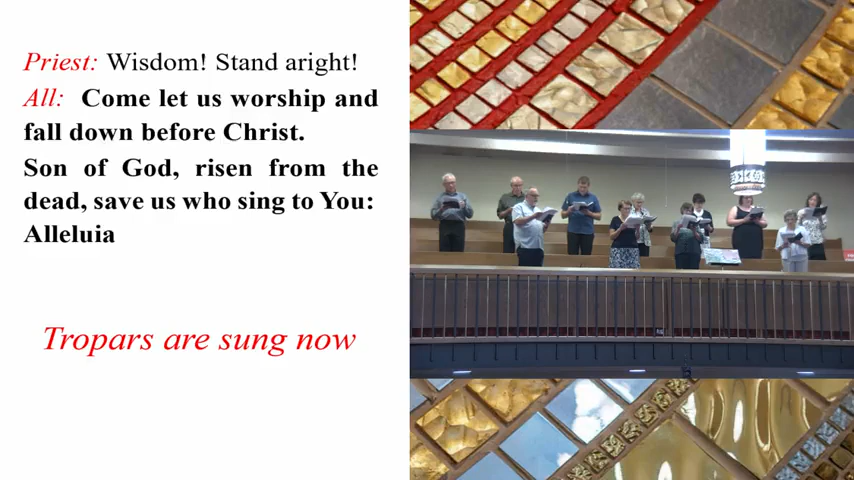 Priest: Wisdom! Stand aright!
All: Come let us worship and
fall down before Christ.
Son of God, risen from the
dead, save us who sing to You:
Alleluia
Tropars are sung now